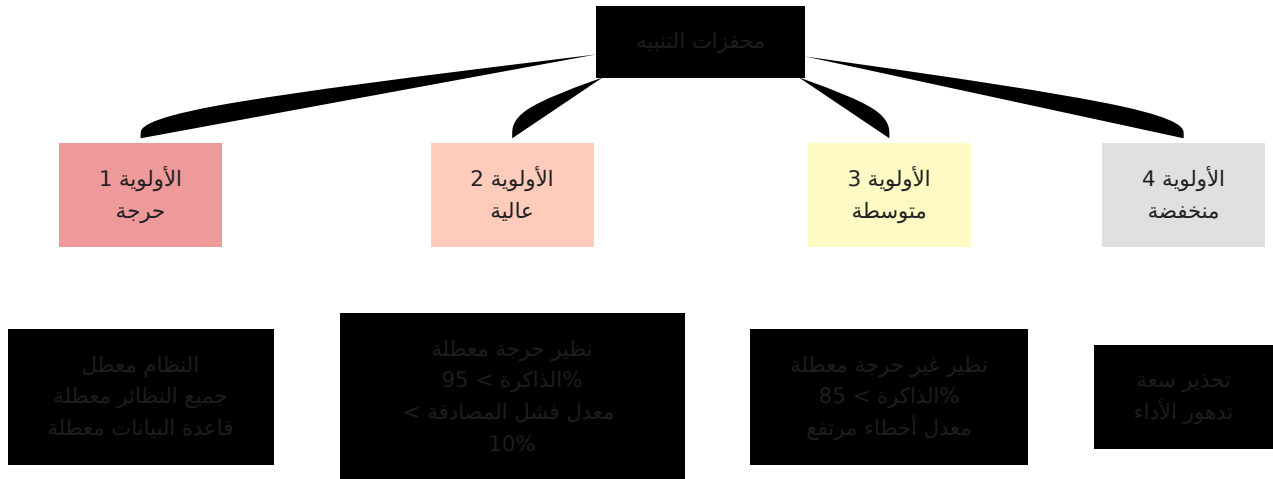 محفزات التنبيه
الأولوية 1
حرجة
الأولوية 2
عالية
الأولوية 3
متوسطة
الأولوية 4
منخفضة
النظام معطل
جميع النظائر معطلة
قاعدة البيانات معطلة
نظير حرجة معطلة
الذاكرة > 95%
معدل فشل المصادقة >
10%
نظير غير حرجة معطلة
الذاكرة > 85%
معدل أخطاء مرتفع
تحذير سعة
تدهور الأداء